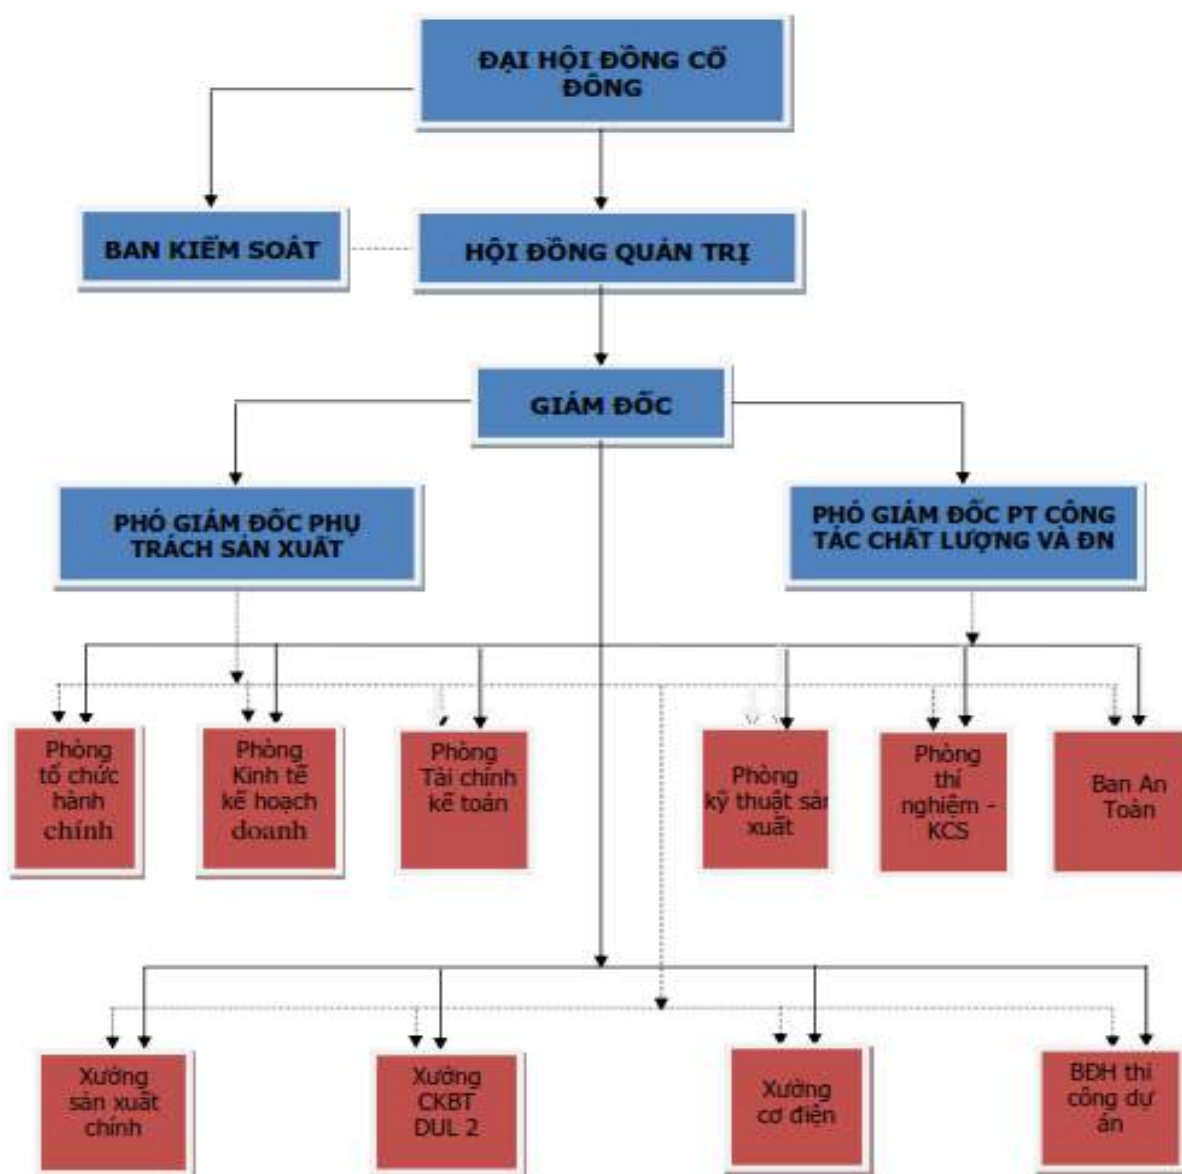 ĐẠI HỘI ĐỒNG CỔ
ĐÔNG
BAN KIỂM SOÁT
HỘI ĐỒNG QUẢN TRỊ
GIÁM ĐỐC
PHÓ GIÁM ĐỐC PHỤ
TRÁCH SẢN XUẤT
PHÓ GIÁM ĐỐC PT CÔNG
TÁC CHẤT LƯỢNG VÀ ĐN
Phòng
tổ chức
hành
chính
Phòng
Kinh tế
kế hoạch
doanh
Phòng
Tài chính
kế toán
Phòng
kỹ thuật sản
xuất
Phòng
thí
nghiệm -
KCS
Ban An
Toàn
Xưởng
sản xuất
chính
Xưởng
CKBT
DUL 2
Xưởng
cơ điện
BĐH thi
công dự
án